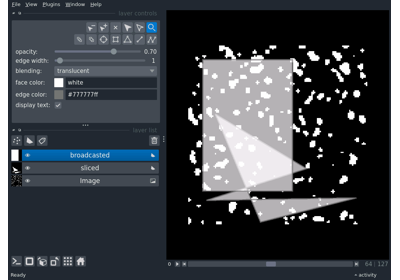 File View Plugins Window Help
layer controls
opacity: 0.70
edge width: 1
blending: translucent
face color: white
edge color: #777777ff
display text:
layer list
broadcasted
sliced
Image
64 127
Ready
activity